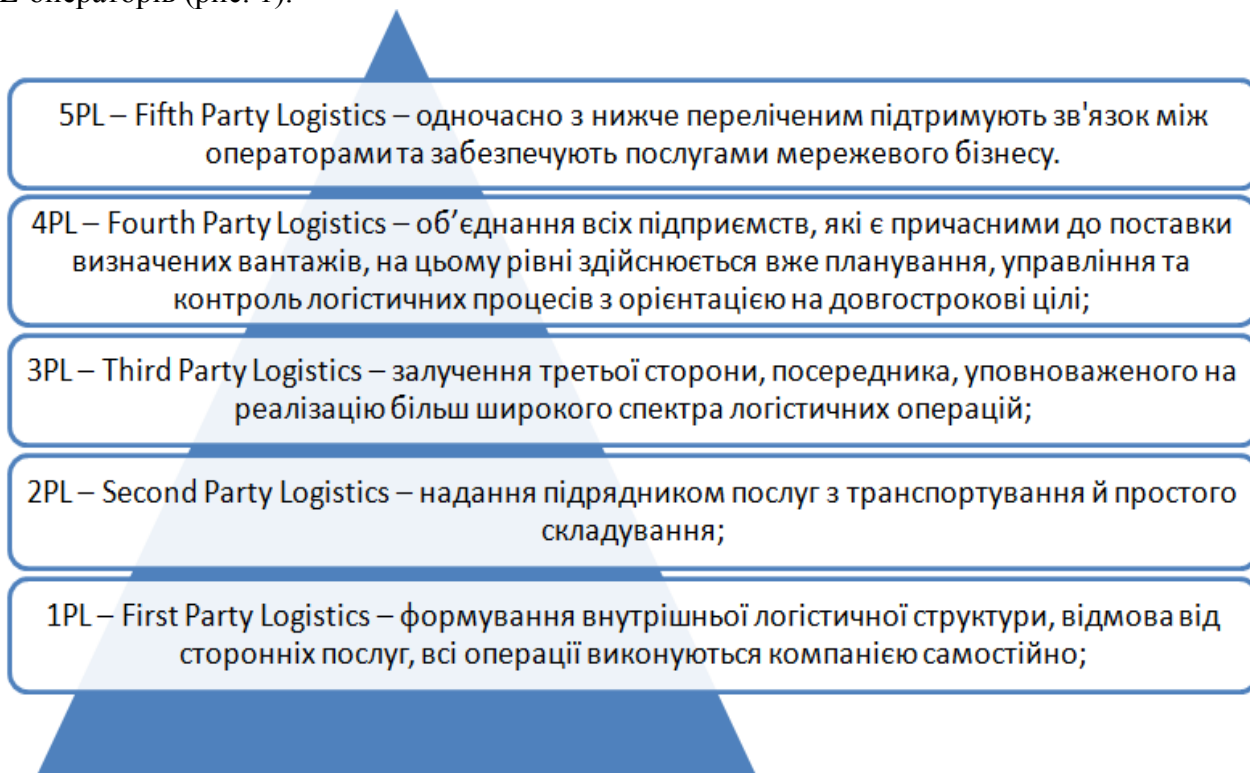 операторів (рис. 1).
5PL – Fifth Party Logistics – одночасно з нижче переліченим підтримують зв'язок між
операторами та забезпечують послугами мережевого бізнесу.
4PL – Fourth Party Logistics – об’єднання всіх підприємств, які є причасними до поставки
визначених вантажів, на цьому рівні здійснюється вже планування, управління та
контроль логістичних процесів з орієнтацією на довгострокові цілі;
3PL – Third Party Logistics – залучення третьої сторони, посередника, уповноваженого на
реалізацію більш широкого спектра логістичних операцій;
2PL – Second Party Logistics – надання підрядником послуг з транспортування й простого
складування;
1PL – First Party Logistics – формування внутрішньої логістичної структури, відмова від
сторонніх послуг, всі операції виконуються компанією самостійно;